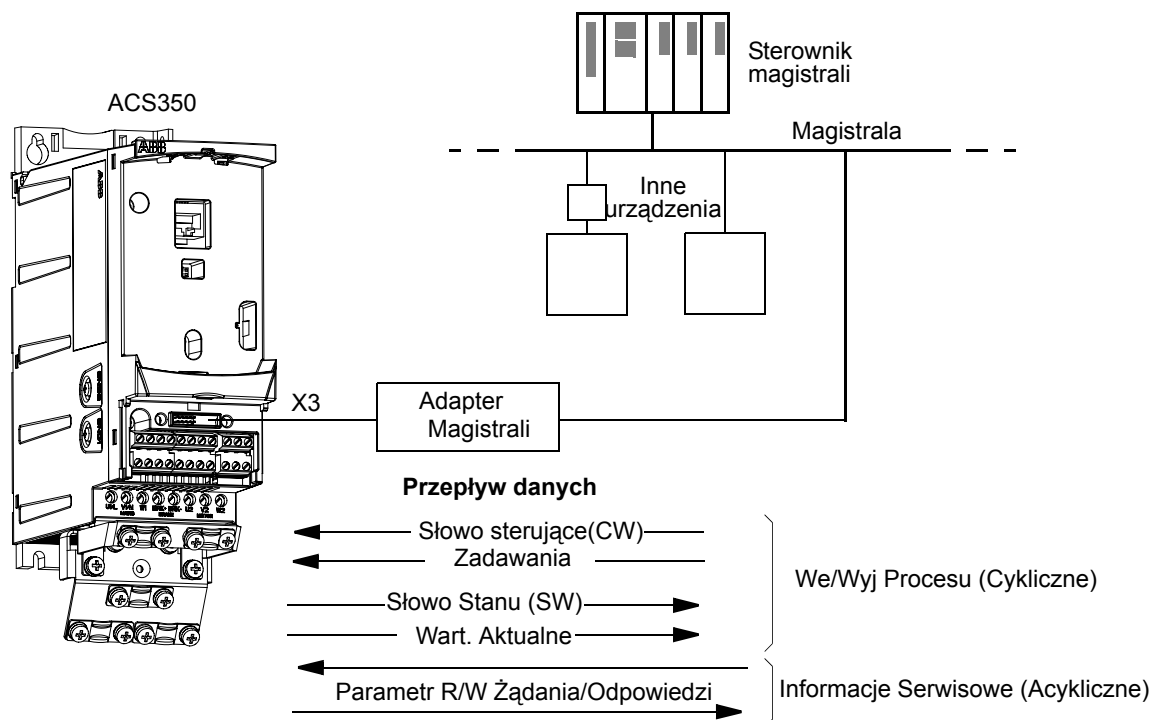 Sterownik
magistrali
ACS350
Magistrala
ABB
Inne
urządzenia
X3
Adapter
Magistrali
Przepływ danych
Słowo sterujące(CW)
Zadawania
We/Wyj Procesu (Cykliczne)
Słowo Stanu (SW)
Wart. Aktualne
Parametr R/W Żądania/Odpowiedzi
Informacje Serwisowe (Acykliczne)